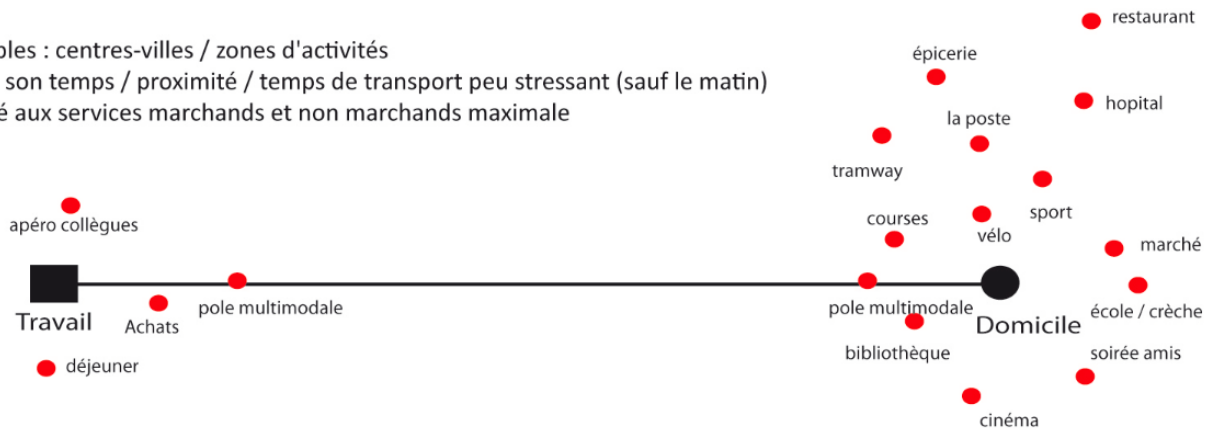 : centres-villes / zones d'activités
son temps / proximité / temps de transport peu stressant (sauf le matin)
aux services marchands et non marchands maximale
restaurant
épicerie
hopital
la poste
tramway
sport
courses
vélo
apéro collègues
marché
pole multimodale
pole multimodale
école / crèche
Travail
Achats
Domicile
bibliothèque
soirée amis
déjeuner
cinéma